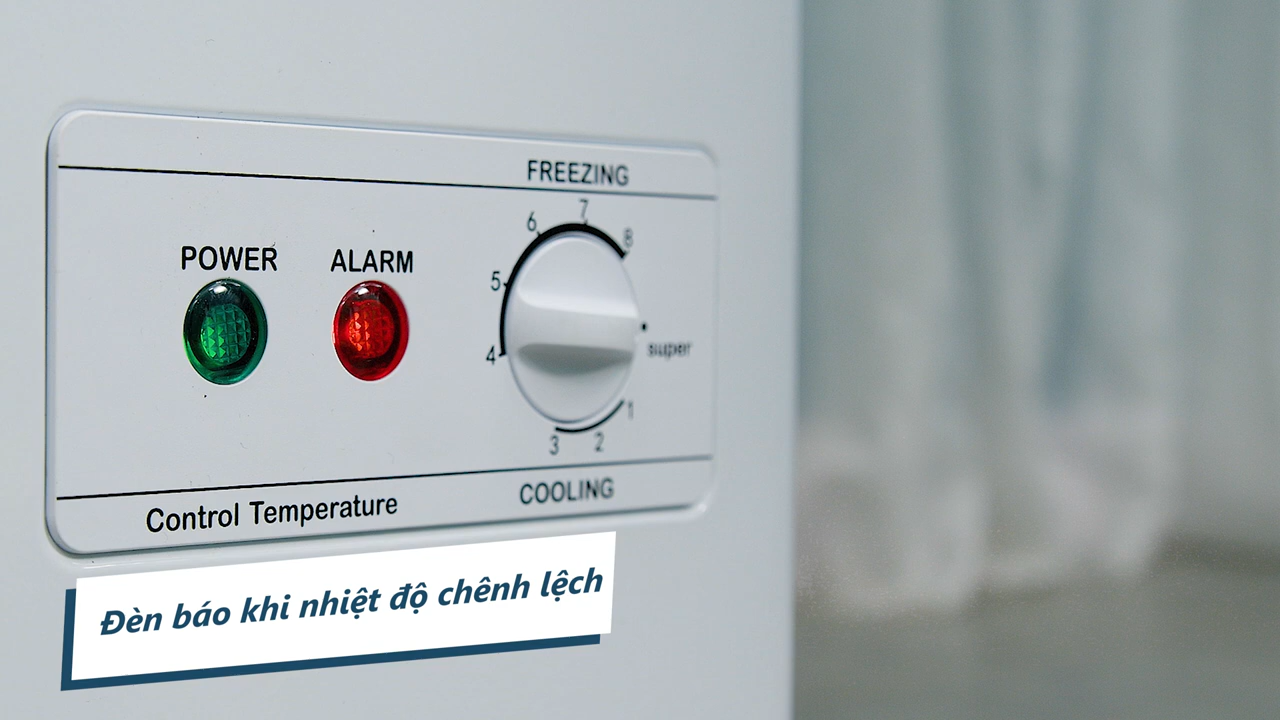 FREEZING
POWER
ALARM
6
7
8
5
4
super
1
3
2
Control Temperature
COOLING
Đèn báo khi nhiệt độ chênh lệch